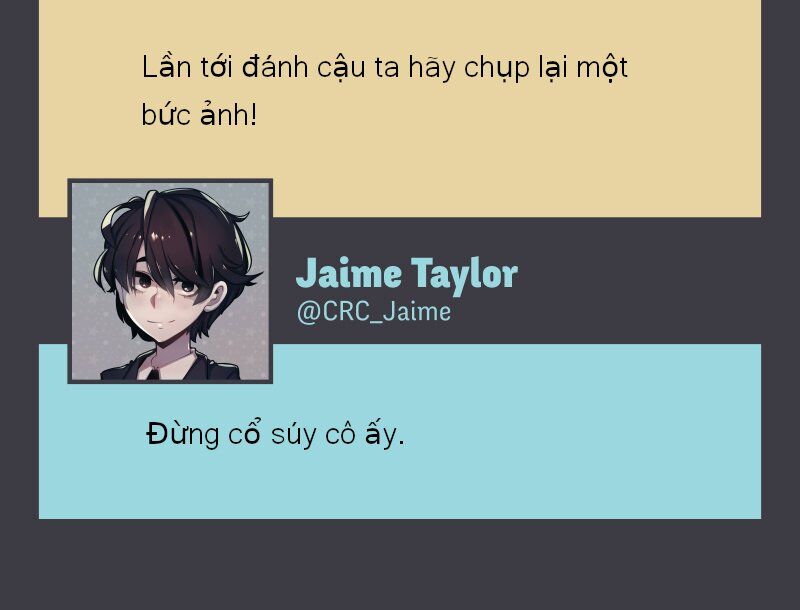 Lần tới đánh cậu ta hãy chụp lại một
bức ảnh!
Jaime Taylor
@CRC_Jaime
Đừng cổ súy cô ấy.